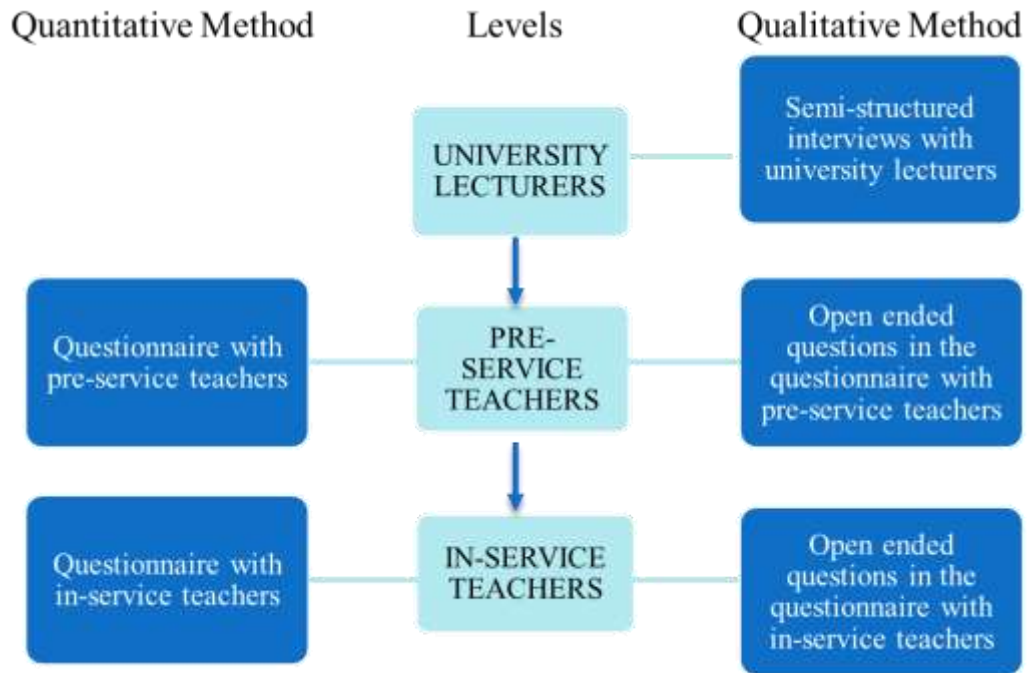 Quantitative Method
Levels
Qualitative Method
Semi-structured
interviews with
university lecturers
UNIVERSITY
LECTURERS
Questionnaire with
pre-service teachers
PRE-
SERVICE
TEACHERS
Open ended
questions in the
questionnaire with
pre-service teachers
Questionnaire with
in-service teachers
IN-SERVICE
TEACHERS
Open ended
questions in the
questionnaire with
in-service teachers